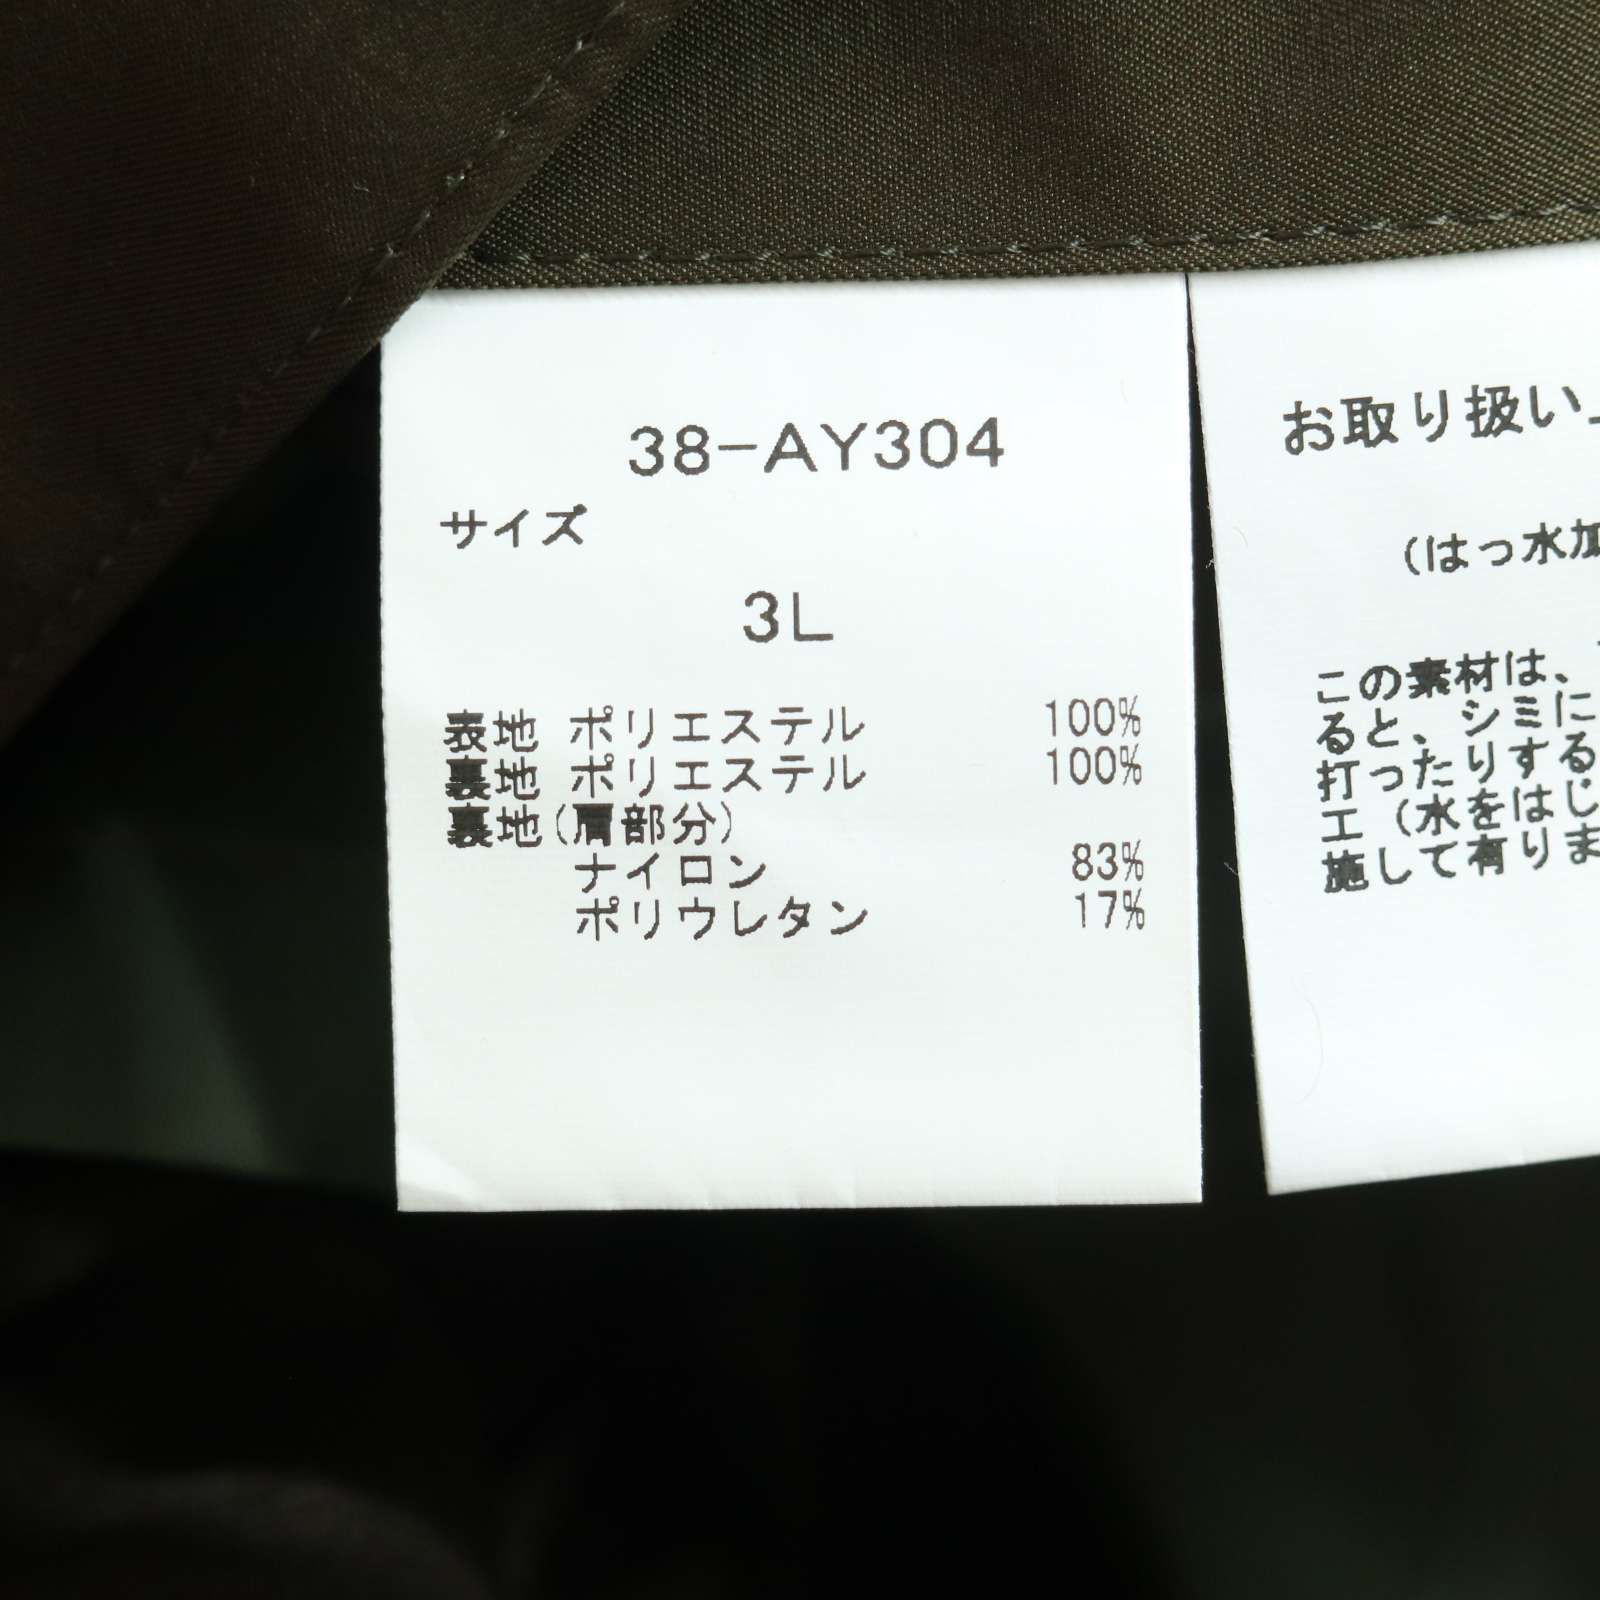 38-AY304
サイズ
3L
表地 ポリエステル 100%
裏地 ポリエステル 100%
裏地(肩部分)
ナイロン 83%
ポリウレタン 17%
お取り扱い
(はっ水加
この素材は、
ると、シミに
打ったりする
工(水をはじ
施して有りま